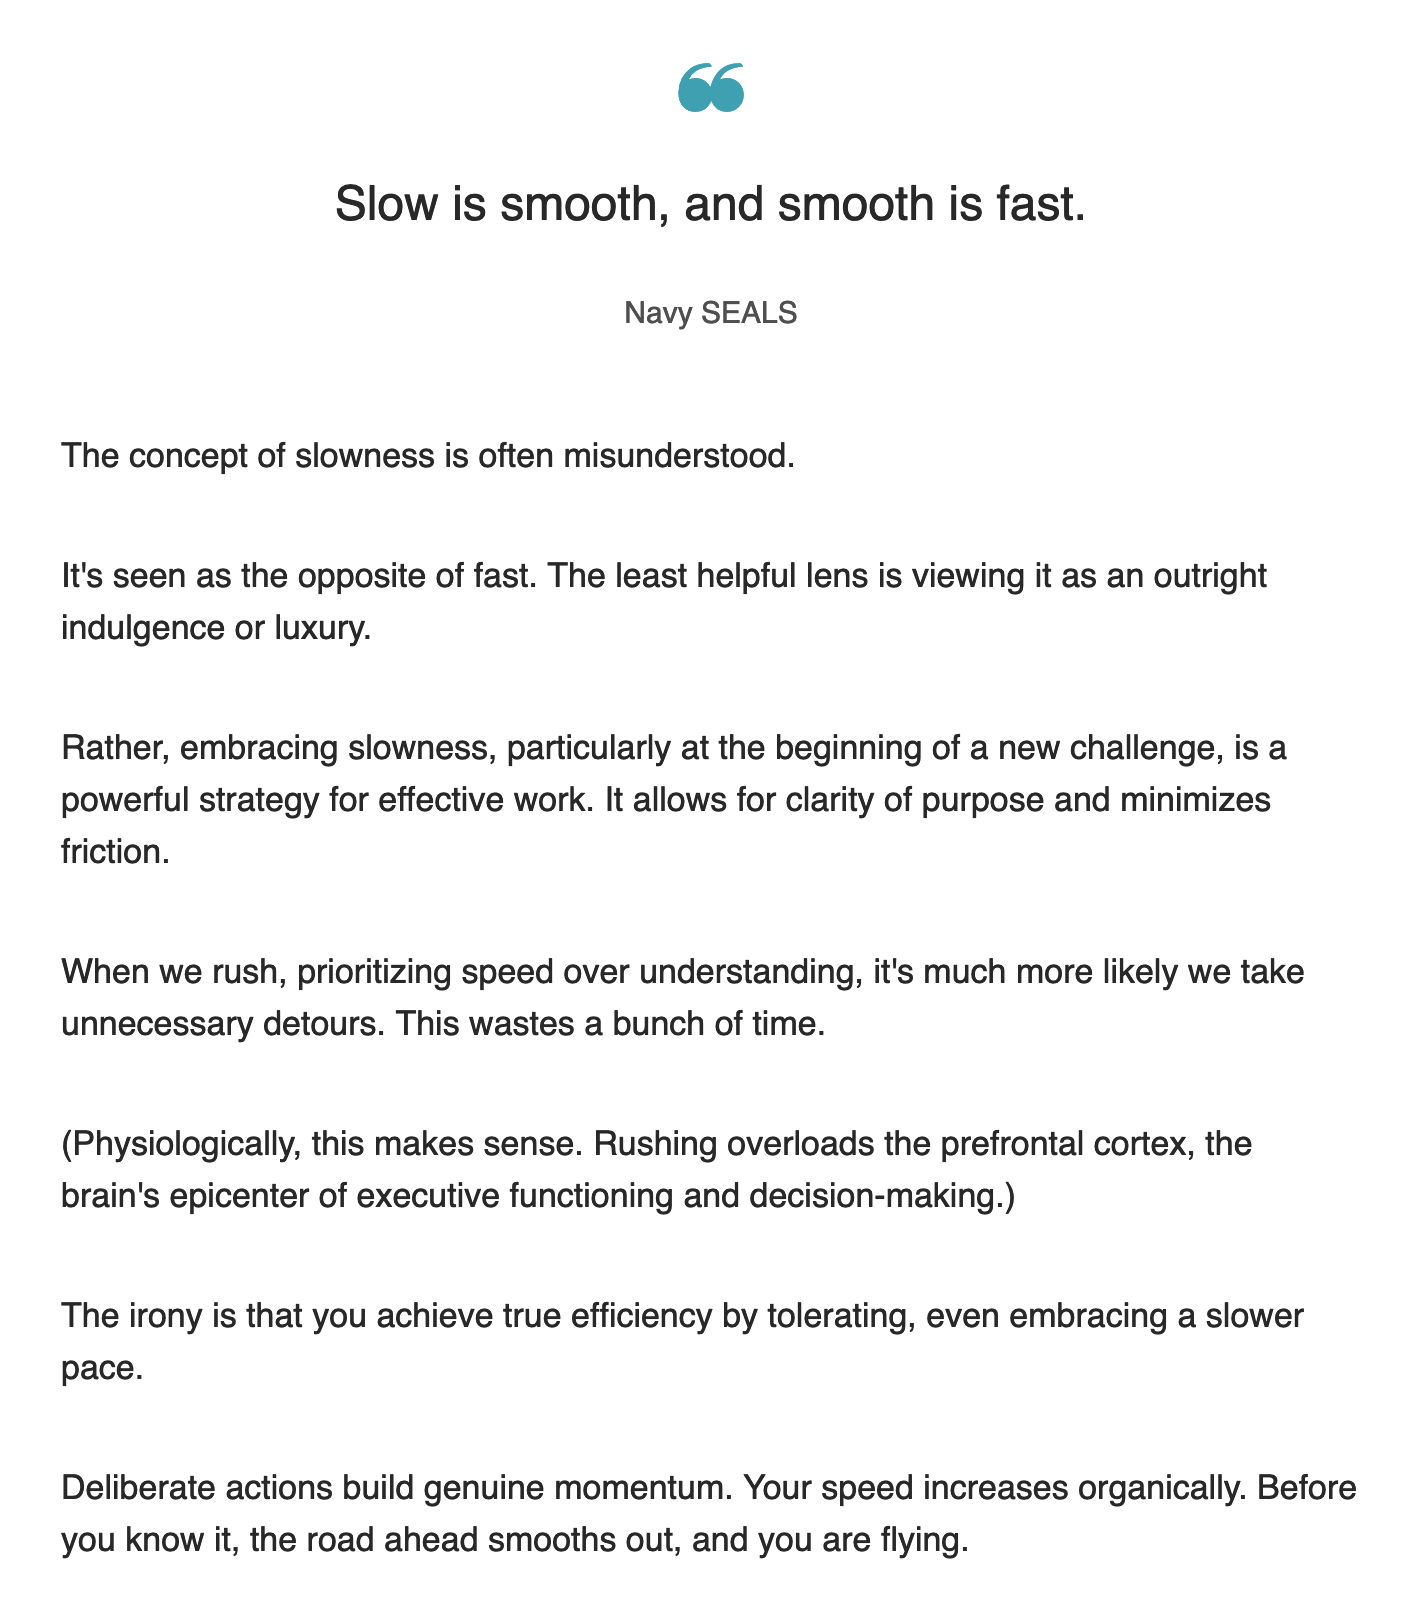 ❝
Slow is smooth, and smooth is fast.
Navy SEALS
The concept of slowness is often misunderstood.
It's seen as the opposite of fast. The least helpful lens is viewing it as an outright
indulgence or luxury.
Rather, embracing slowness, particularly at the beginning of a new challenge, is a
powerful strategy for effective work. It allows for clarity of purpose and minimizes
friction.
When we rush, prioritizing speed over understanding, it's much more likely we take
unnecessary detours. This wastes a bunch of time.
(Physiologically, this makes sense. Rushing overloads the prefrontal cortex, the
brain's epicenter of executive functioning and decision-making.)
The irony is that you achieve true efficiency by tolerating, even embracing a slower
pace.
Deliberate actions build genuine momentum. Your speed increases organically. Before
you know it, the road ahead smooths out, and you are flying.